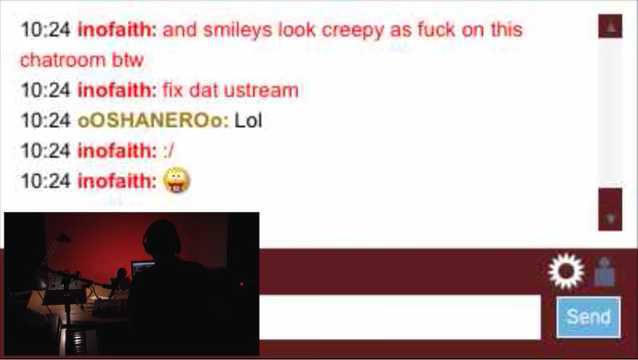 10:24 inofaith: and smileys look creepy as fuck on this
chatroom btw
10:24 inofaith: fix dat ustream
10:24 oOSHANEROo: Lol
10:24 inofaith: :/
10:24 inofaith:
Send